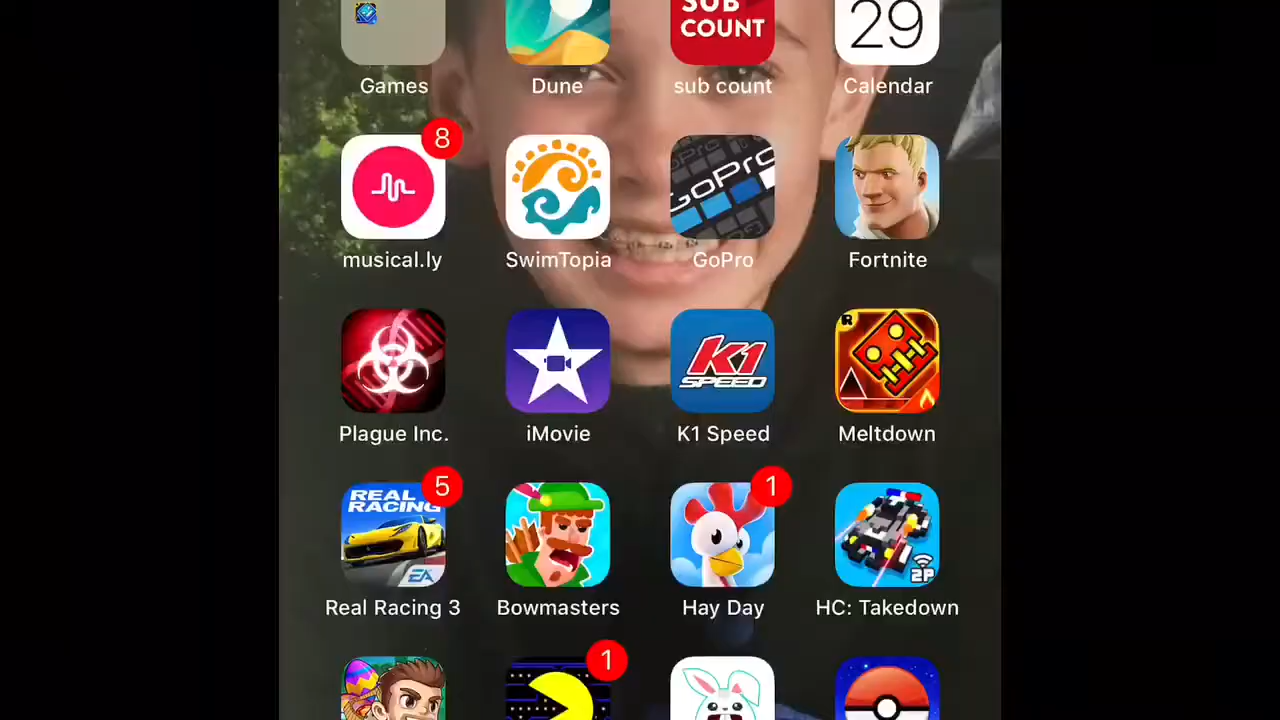 SUB
COUNT
29
Games
Dune
sub count
Calendar
8
GoPro
musical.ly
SwimTopia
GoPro
Fortnite
R
K1
SPEED
Plague Inc.
iMovie
K1 Speed
Meltdown
5
1
REAL
RACING
EA
2P
Real Racing 3
Bowmasters
Hay Day
HC: Takedown
1